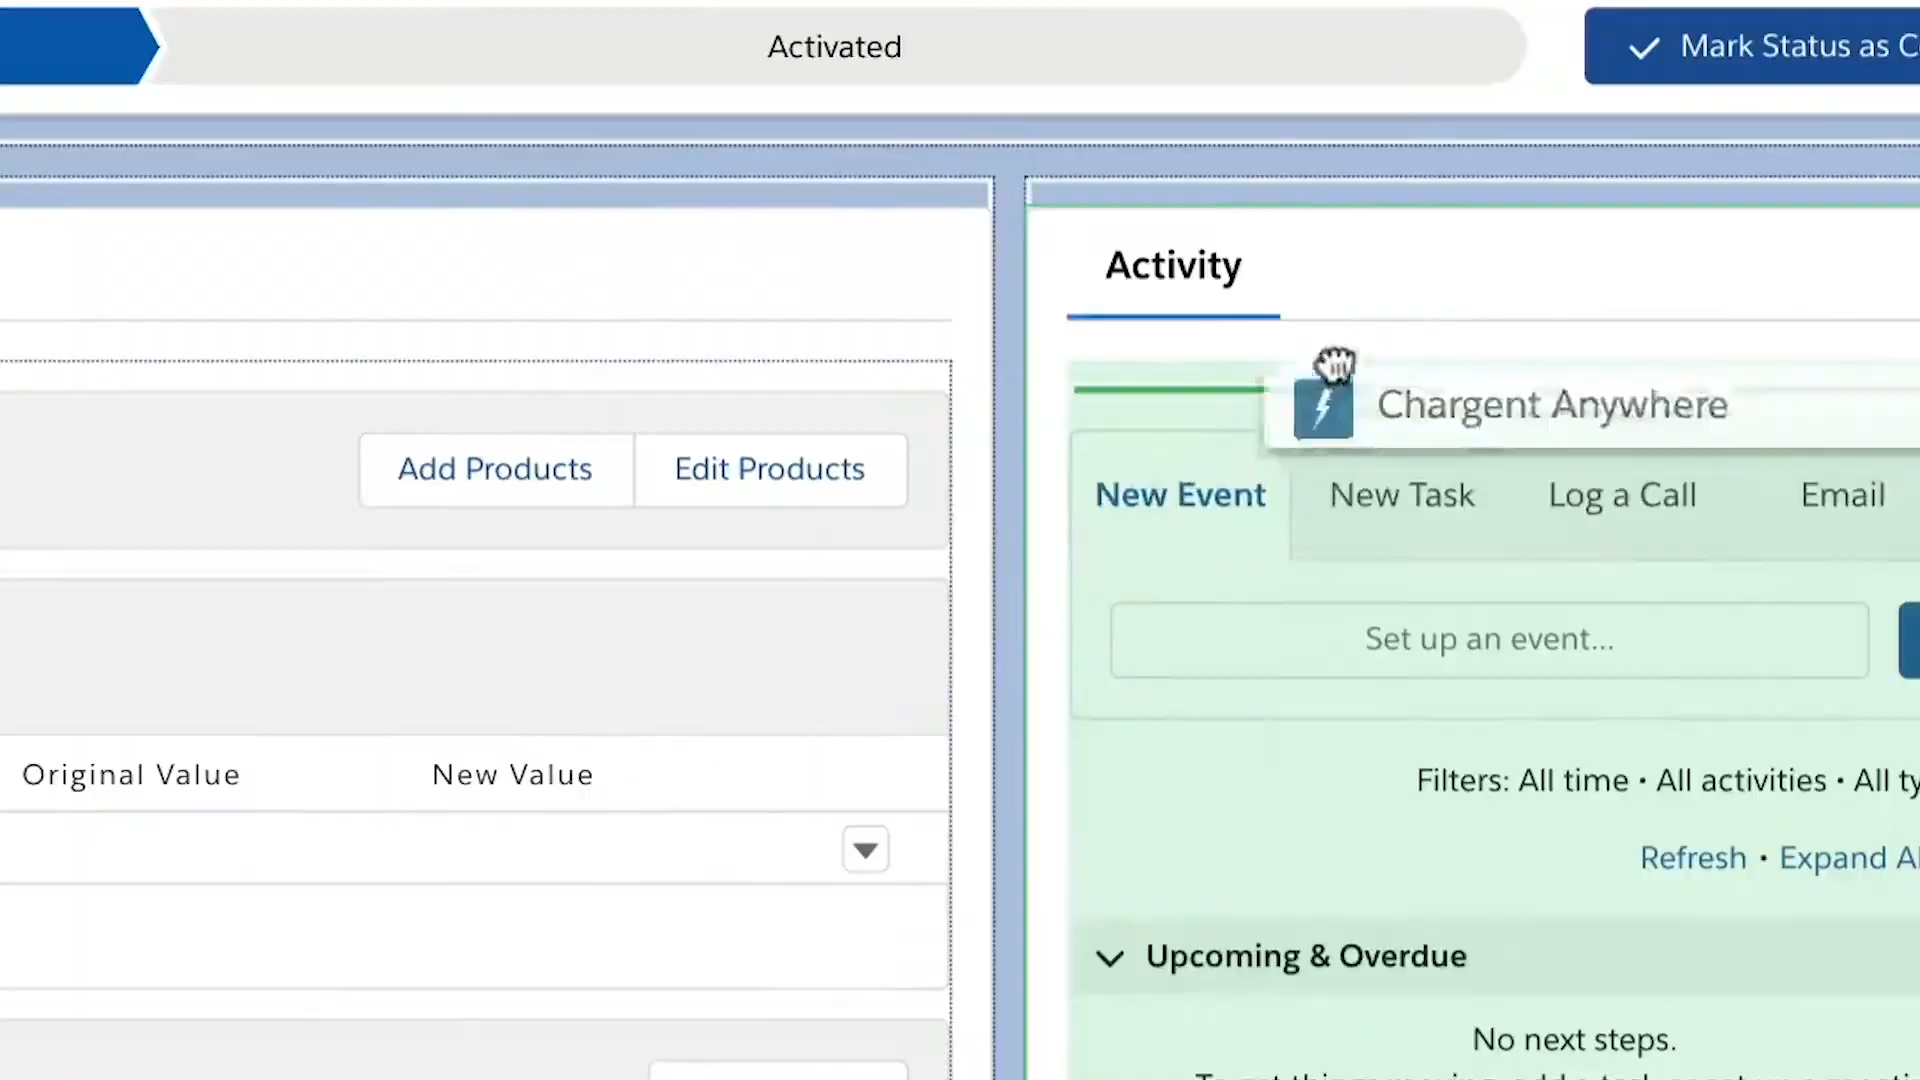 Activated
Mark Status as
Activity
Chargent Anywhere
Add Products
Edit Products
New Event
New Task
Log a Call
Email
Set up an event...
Original Value
New Value
Filters: All time • All activities • All
Refresh • Expand
Upcoming & Overdue
No next steps.